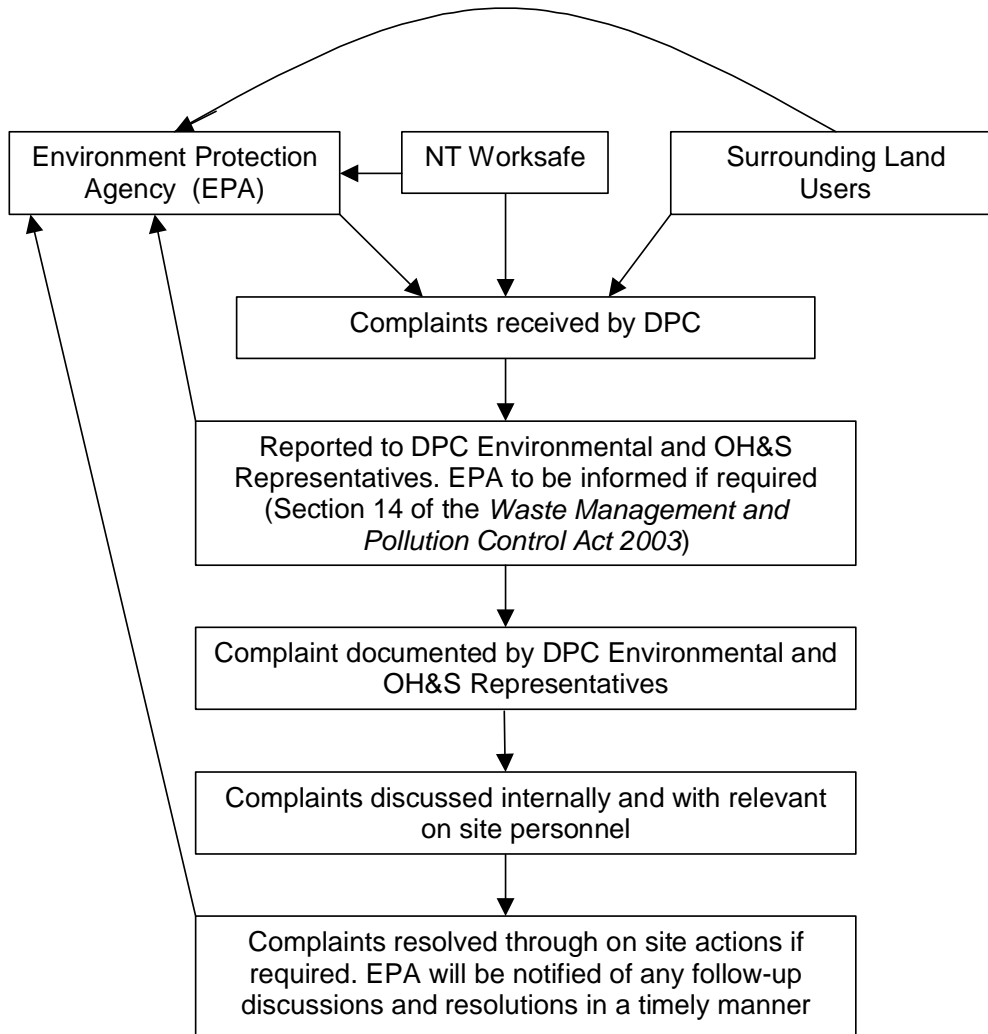 Environment Protection
Agency  (EPA)
NT Worksafe
Surrounding Land
Users
Complaints received by DPC
Reported to DPC Environmental and OH&S
Representatives. EPA to be informed if required
(Section 14 of the Waste Management and
Pollution Control Act 2003)
Complaint documented by DPC Environmental and
OH&S Representatives
Complaints discussed internally and with relevant
on site personnel
Complaints resolved through on site actions if
required. EPA will be notified of any follow-up
discussions and resolutions in a timely manner